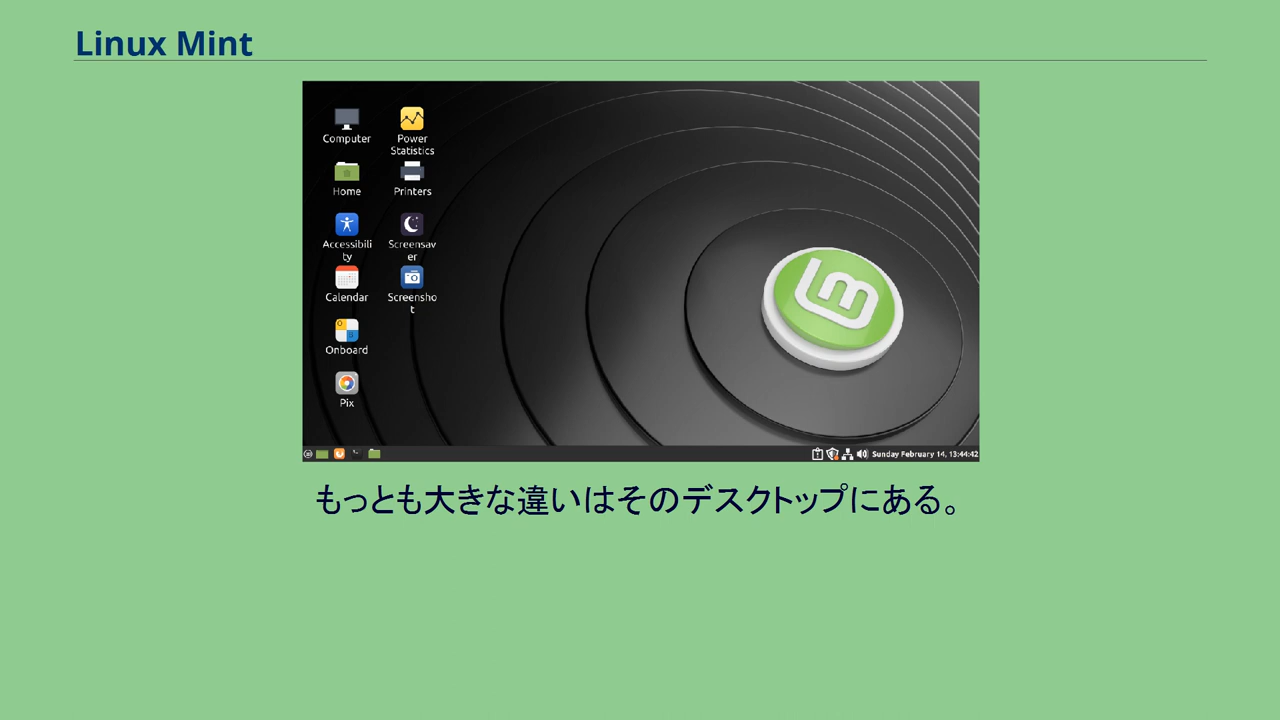 Linux Mint
Computer
Power
Statistics
Home
Printers
Accessibili
ty
Screensav
er
Calendar
Screensho
t
Onboard
Pix
Sunday February 14, 13:44:42
もっとも大きな違いはそのデスクトップにある。